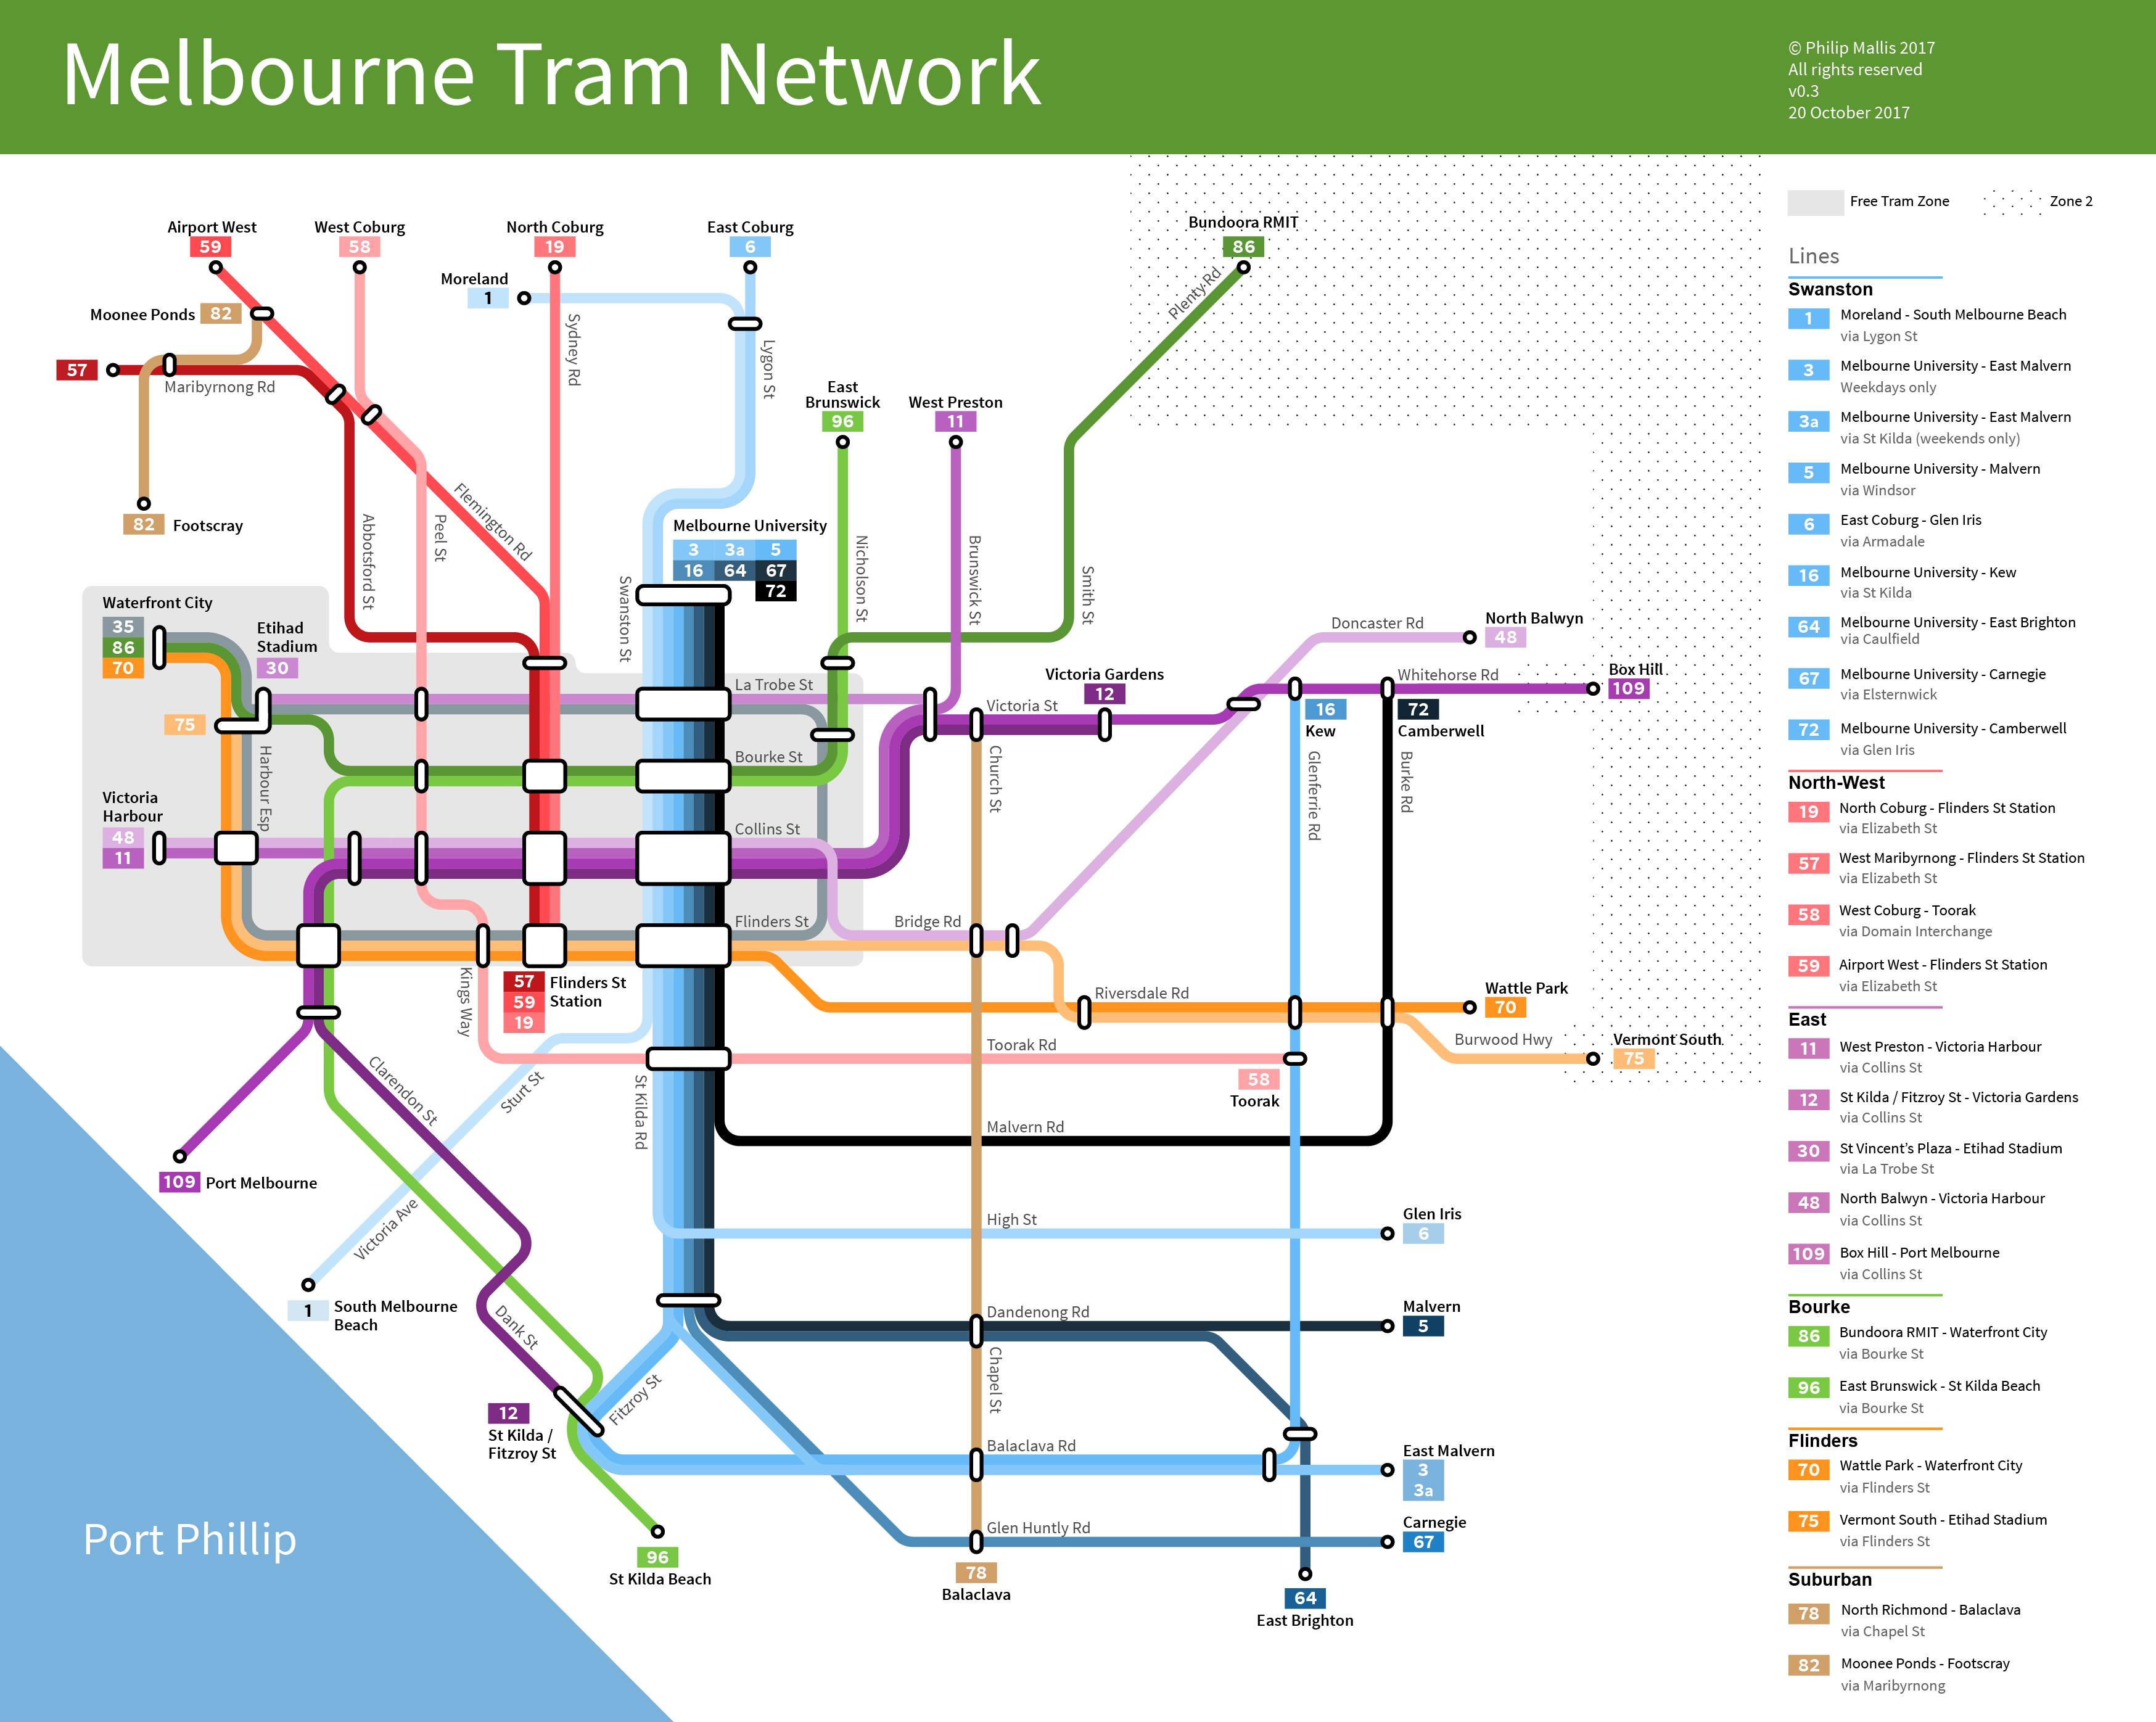 Melbourne Tram Network
© Philip Mallis 2017
All rights reserved
v0.3
20 October 2017
Free Tram Zone
Zone 2
Airport West
59
West Coburg
58
North Coburg
19
East Coburg
6
Bundoora RMIT
86
Moreland
1
Moonee Ponds
82
57
Maribyrnong Rd
Sydney Rd
Lygon St
Plenty Rd
East
Brunswick
96
West Preston
11
82
Footscray
Abbotsford St
Peel St
Flemington Rd
Melbourne University
3
3a
5
16
64
67
72
Swanston St
Nicholson St
Brunswick St
Smith St
Waterfront City
35
86
70
Etihad
Stadium
30
75
Harbour Esp
Victoria
Harbour
48
11
La Trobe St
Bourke St
Collins St
Flinders St
Victoria St
Victoria Gardens
12
Church St
Bridge Rd
Doncaster Rd
North Balwyn
48
Whitehorse Rd
Box Hill
109
16
Kew
72
Camberwell
Glenferrie Rd
Burke Rd
Kings Way
57
59
19
Flinders St
Station
Riversdale Rd
Wattle Park
70
Burwood Hwy
Vermont South
75
Toorak Rd
58
Toorak
Clarendon St
Sturt St
St Kilda Rd
Malvern Rd
109
Port Melbourne
Victoria Ave
1
South Melbourne
Beach
High St
Glen Iris
6
Dank St
Dandenong Rd
Malvern
5
Chapel St
Fitzroy St
12
St Kilda /
Fitzroy St
Balaclava Rd
East Malvern
3
3a
Glen Huntly Rd
Carnegie
67
96
St Kilda Beach
78
Balaclava
64
East Brighton
Port Phillip
Lines
Swanston
1
Moreland - South Melbourne Beach
via Lygon St
3
Melbourne University - East Malvern
Weekdays only
3a
Melbourne University - East Malvern
via St Kilda (weekends only)
5
Melbourne University - Malvern
via Windsor
6
East Coburg - Glen Iris
via Armadale
16
Melbourne University - Kew
via St Kilda
64
Melbourne University - East Brighton
via Caulfield
67
Melbourne University - Carnegie
via Elsternwick
72
Melbourne University - Camberwell
via Glen Iris
North-West
19
North Coburg - Flinders St Station
via Elizabeth St
57
West Maribyrnong - Flinders St Station
via Elizabeth St
58
West Coburg - Toorak
via Domain Interchange
59
Airport West - Flinders St Station
via Elizabeth St
East
11
West Preston - Victoria Harbour
via Collins St
12
St Kilda / Fitzroy St - Victoria Gardens
via Collins St
30
St Vincent's Plaza - Etihad Stadium
via La Trobe St
48
North Balwyn - Victoria Harbour
via Collins St
109
Box Hill - Port Melbourne
via Collins St
Bourke
86
Bundoora RMIT - Waterfront City
via Bourke St
96
East Brunswick - St Kilda Beach
via Bourke St
Flinders
70
Wattle Park - Waterfront City
via Flinders St
75
Vermont South - Etihad Stadium
via Flinders St
Suburban
78
North Richmond - Balaclava
via Chapel St
82
Moonee Ponds - Footscray
via Maribyrnong